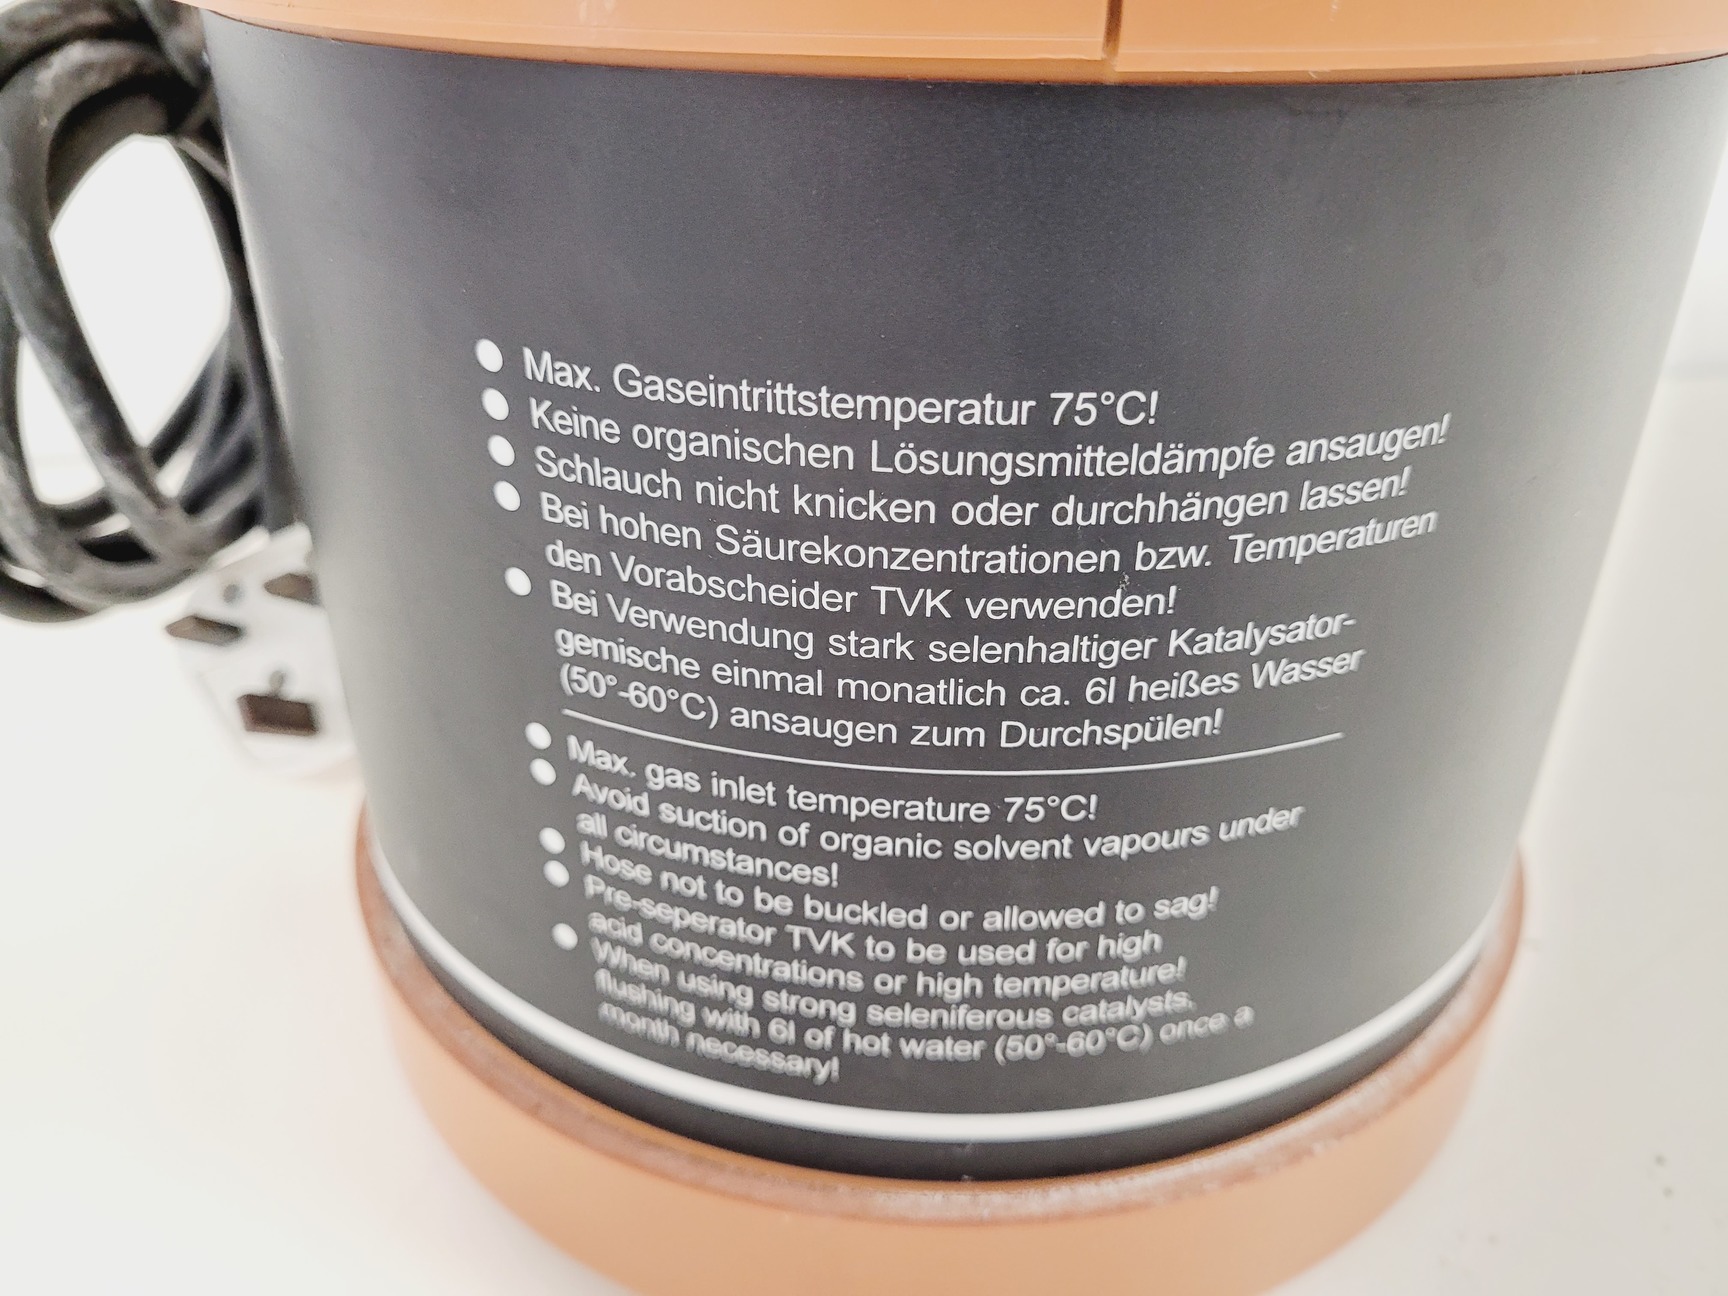 ● Max. Gaseintrittstemperatur 75°C!
● Keine organischen Lösungsmitteldämpfe ansaugen!
● Schlauch nicht knicken oder durchhängen lassen!
● Bei hohen Säurekonzentrationen bzw. Temperaturen
den Vorabscheider TVK verwenden!
● Bei Verwendung stark selenhaltiger Katalysator-
gemische einmal monatlich ca. 6l heißes Wasser
(50°-60°C) ansaugen zum Durchspülen!
● Max. gas inlet temperature 75°C!
● Avoid suction of organic solvent vapours under
all circumstances!
● Hose not to be buckled or allowed to sag!
● Pre-seperator TVK to be used for high
acid concentrations or high temperature!
● When using strong seleniferous catalysts,
flushing with 6l of hot water (50°-60°C) once a
month necessary!